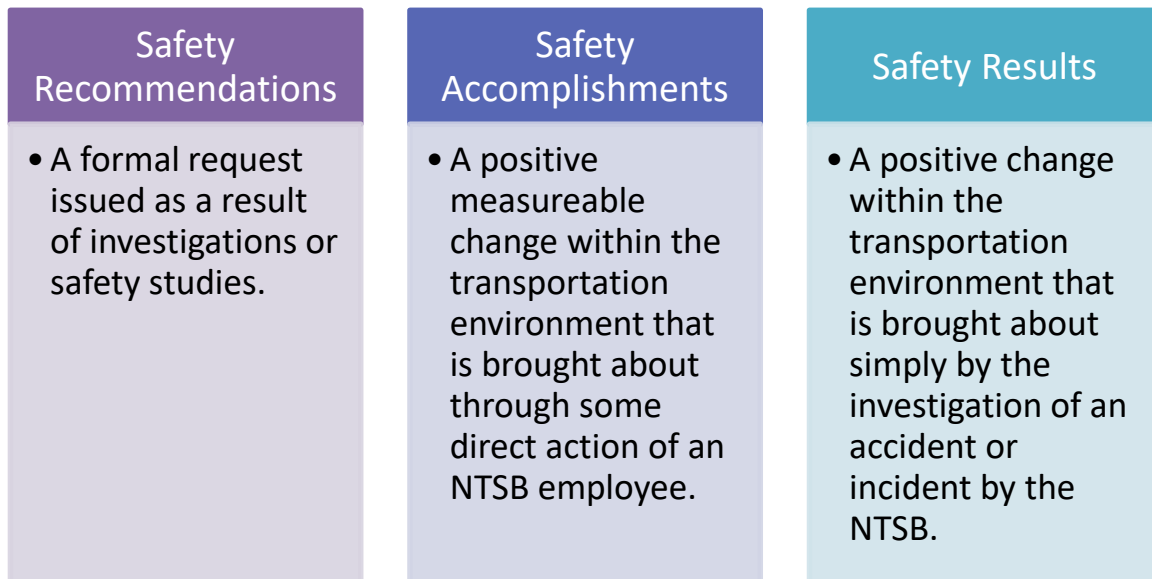 Safety
Recommendations
• A formal request
issued as a result
of investigations or
safety studies.
Safety
Accomplishments
• A positive
measureable
change within the
transportation
environment that
is brought about
through some
direct action of an
NTSB employee.
Safety Results
• A positive change
within the
transportation
environment that
is brought about
simply by the
investigation of an
accident or
incident by the
NTSB.